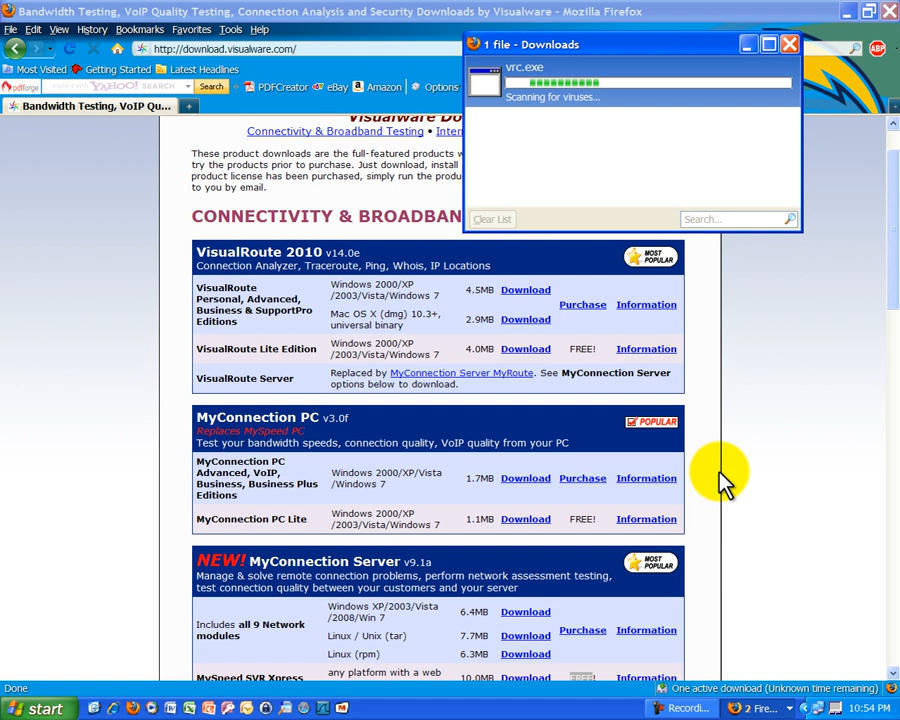 Bandwidth Testing, VoIP Quality Testing, Connection Analysis and Security Downloads by Visualware - Mozilla Firefox
File Edit View History Bookmarks Favorites Tools Help
http://download.visualware.com/
ABP
Most Visited Getting Started Latest Headlines
pdfforge YAHOO! SEARCH Search PDFCreator eBay Amazon Options
Bandwidth Testing, VoIP Qu...
1 file - Downloads
vrc.exe
Scanning for viruses...
Clear List Search...
Visualware Do
Connectivity & Broadband Testing • Inter
These product downloads are the full-featured products w
try the products prior to purchase. Just download, install
product license has been purchased, simply run the produ
to you by email.
CONNECTIVITY & BROADBAN
VisualRoute 2010 v14.0e
MOST POPULAR
Connection Analyzer, Traceroute, Ping, Whois, IP Locations
VisualRoute
Personal, Advanced,
Business & SupportPro
Editions
Windows 2000/XP
/2003/Vista/Windows 7
4.5MB Download
Mac OS X (dmg) 10.3+,
universal binary
2.9MB Download
Purchase Information
VisualRoute Lite Edition
Windows 2000/XP
/2003/Vista/Windows 7
4.0MB Download FREE! Information
VisualRoute Server
Replaced by MyConnection Server MyRoute. See MyConnection Server
options below to download.
MyConnection PC v3.0f
POPULAR
Replaces MySpeed PC
Test your bandwidth speeds, connection quality, VoIP quality from your PC
MyConnection PC
Advanced, VoIP,
Business, Business Plus
Editions
Windows 2000/XP/Vista
/Windows 7
1.7MB Download Purchase Information
MyConnection PC Lite
Windows 2000/XP
/2003/Vista/Windows 7
1.1MB Download FREE! Information
NEW! MyConnection Server v9.1a
MOST POPULAR
Manage & solve remote connection problems, perform network assessment testing,
test connection quality between your customers and your server
Includes all 9 Network
modules
Windows XP/2003/Vista
/2008/Win 7
6.4MB Download
Linux / Unix (tar) 7.7MB Download
Linux (rpm) 6.3MB Download
Purchase Information
MySpeed SVR Xpress any platform with a web 10.0MB Download FREE! Information
Done One active download (Unknown time remaining)
start Recordi... 2 Fire... 10:54 PM